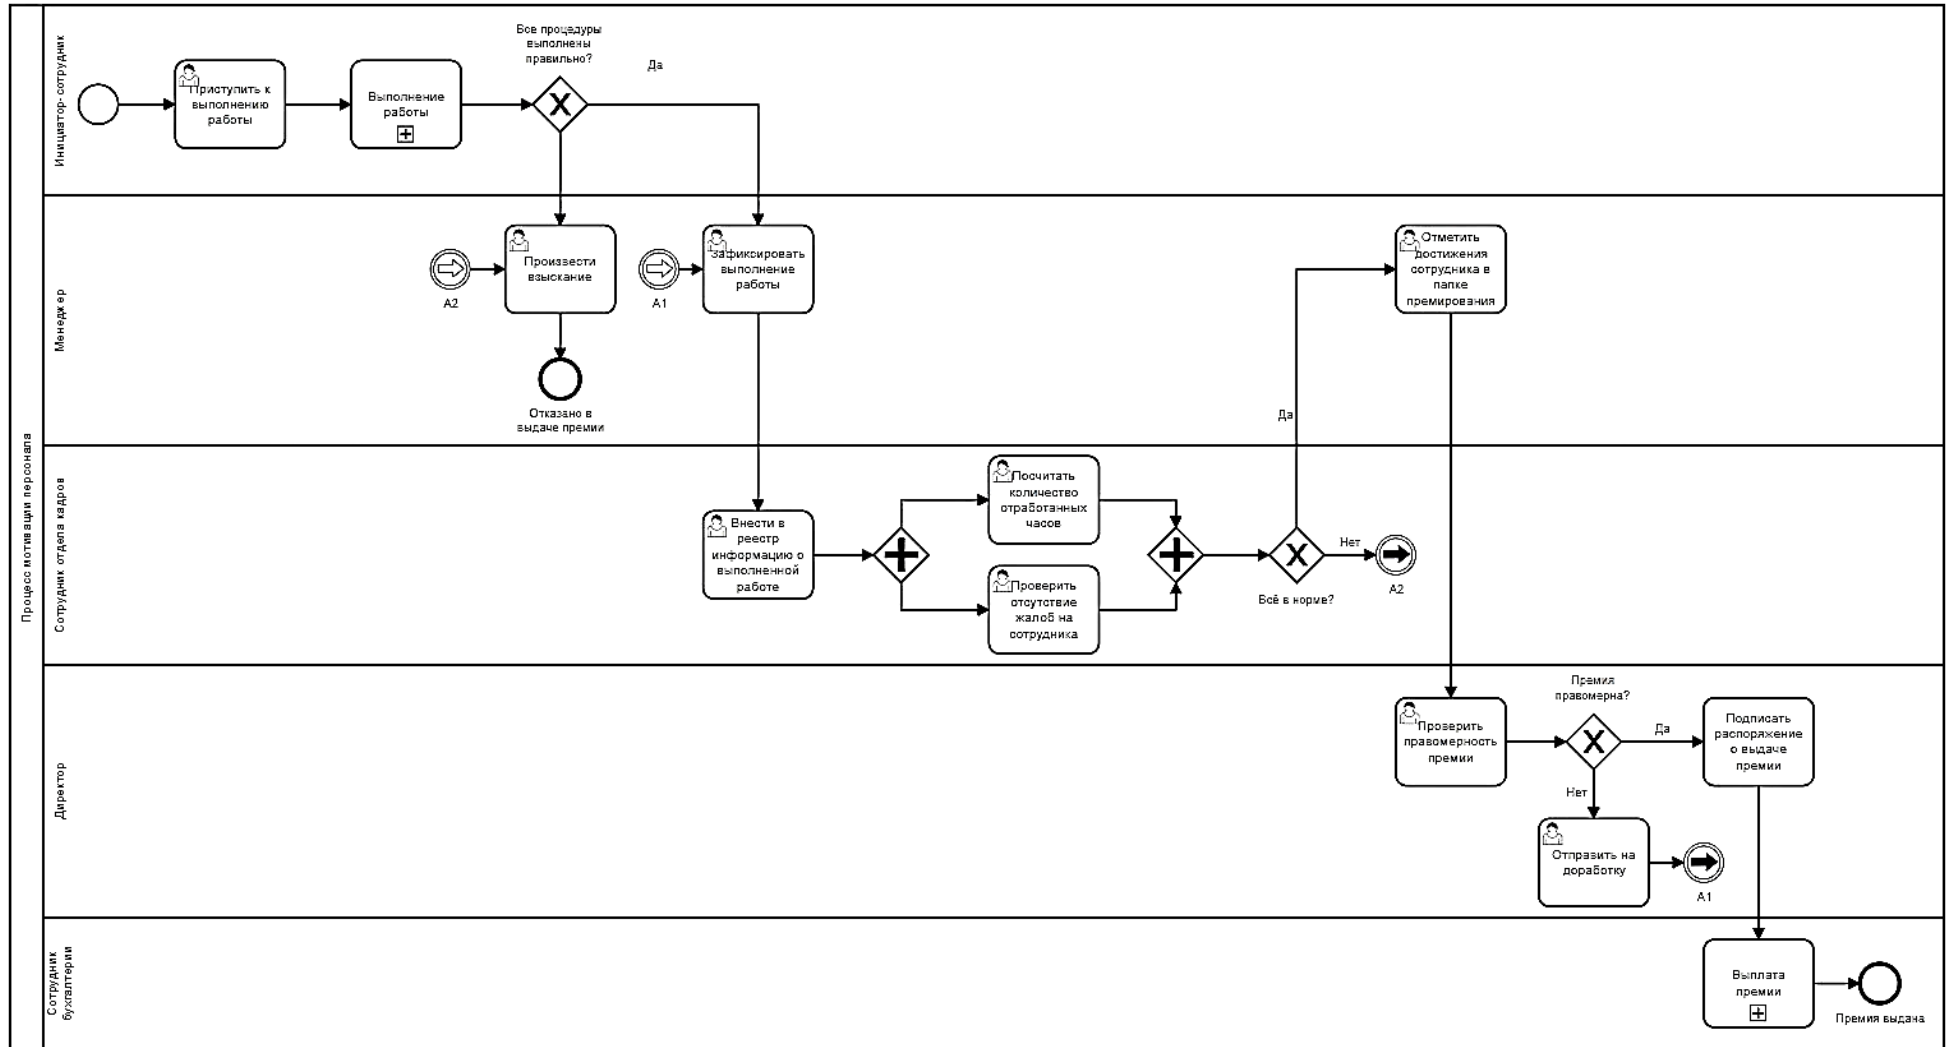 Процесс мотивации персонала
Инициатор-сотрудник
Все процедуры
выполнены
правильно?
Да
Приступить к
выполнению
работы
Выполнение
работы
Менеджер
A2
Произвести
взыскание
A1
Зафиксировать
выполнение
работы
Отказано в
выдаче премии
Отметить
достижения
сотрудника в
папке
премирования
Да
Сотрудник отдела кадров
Внести в
реестр
информацию о
выполненной
работе
Посчитать
количество
отработанных
часов
Проверить
отсутствие
жалоб на
сотрудника
Всё в норме?
Нет
A2
Директор
Проверить
правомерность
премии
Премия
правомерна?
Да
Подписать
распоряжение
о выдаче
премии
Нет
Отправить на
доработку
A1
Сотрудник
бухгалтерии
Выплата
премии
Премия выдана